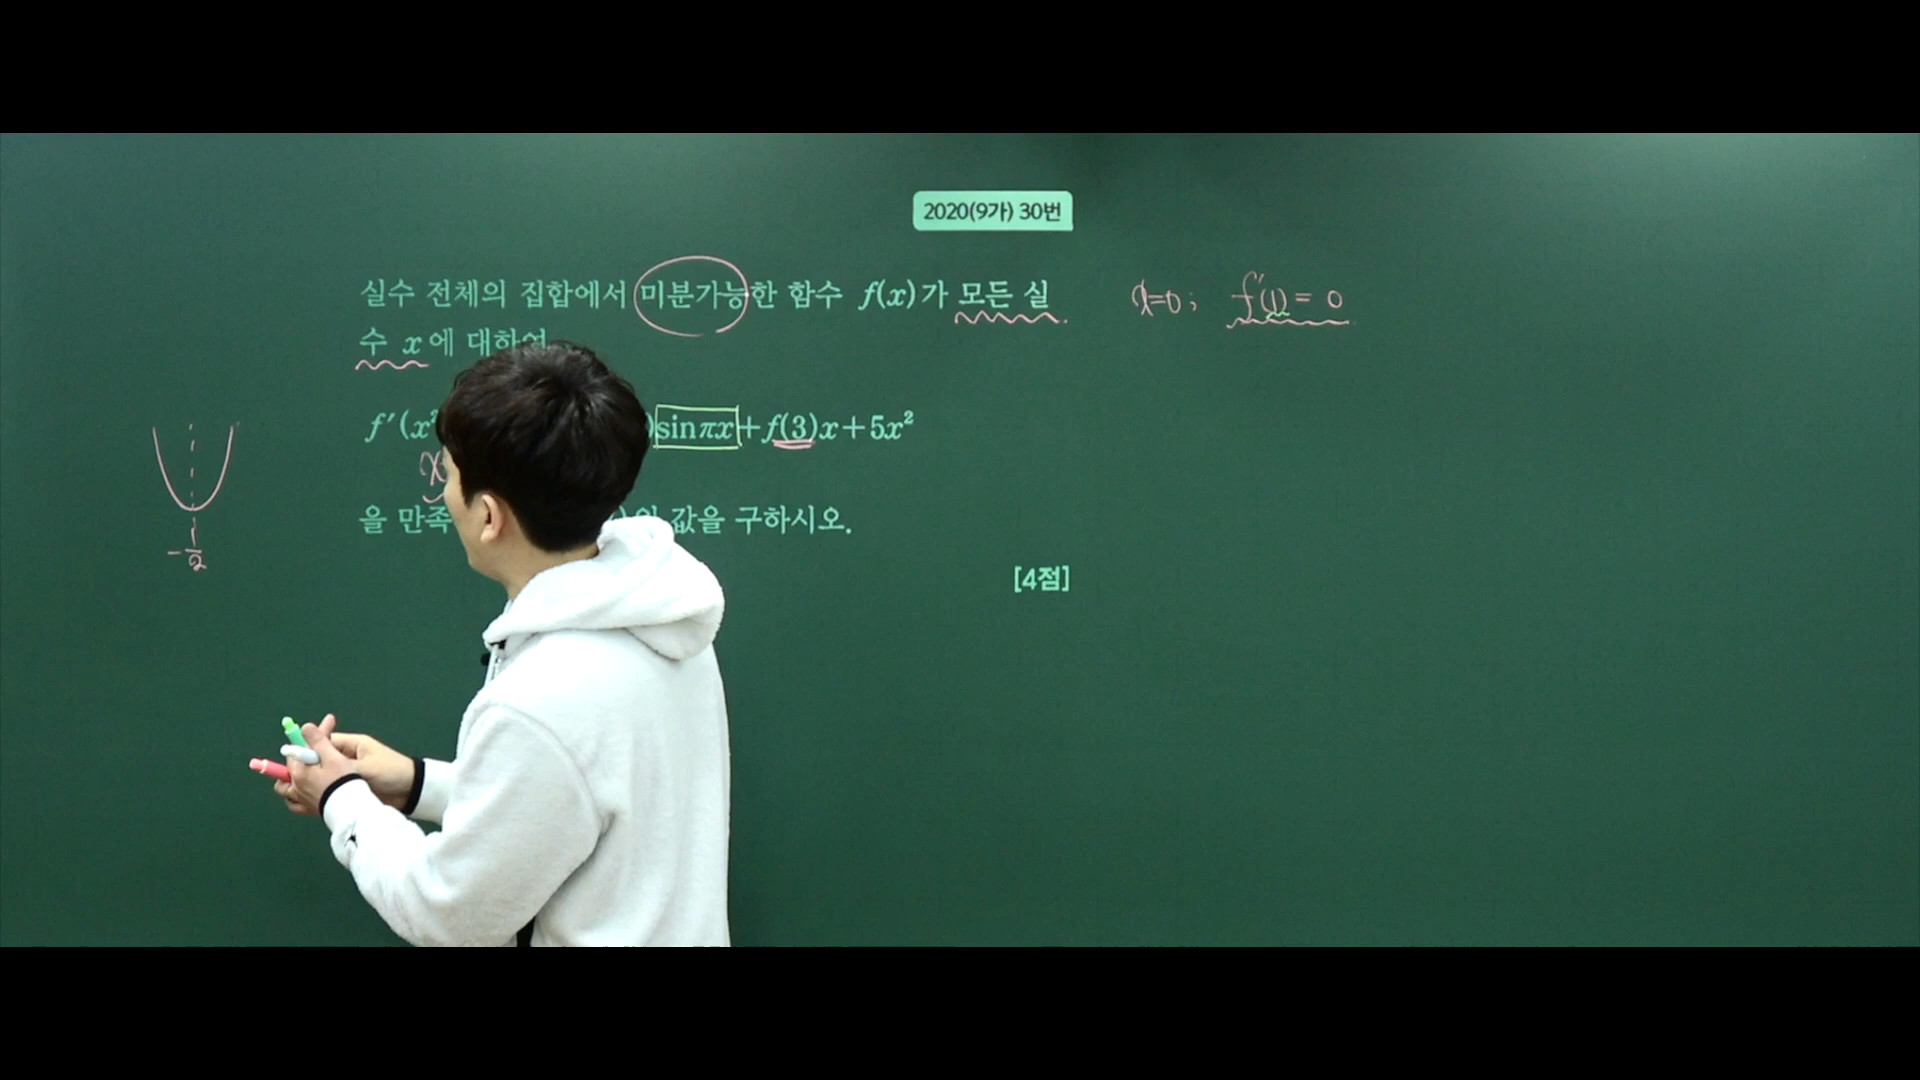 2020(9가) 30번
실수 전체의 집합에서 미분가능한 함수 f(x)가 모든 실
수 x에 대하여
x=0; f'(1) = 0
f'(x² )sinπx+f(3)x+5x²
x
을 만족 값을 구하시오.
-1/2
[4점]